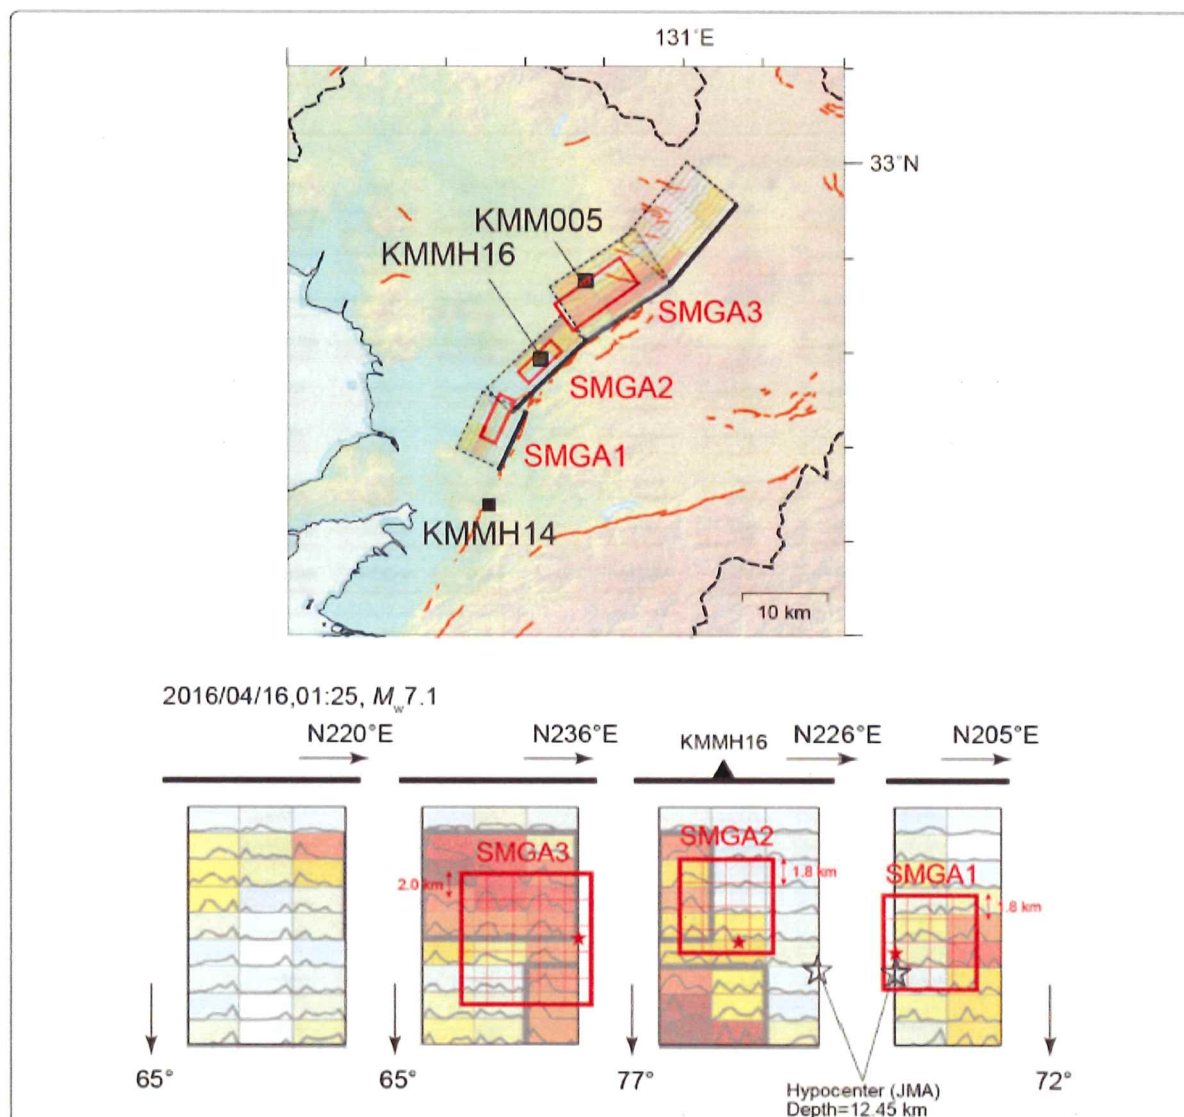 131°E
33°N
KMM005
KMMH16
SMGA3
SMGA2
SMGA1
KMMH14
10 km
2016/04/16,01:25, Mw7.1
N220°E
N236°E
KMMH16
N226°E
N205°E
SMGA3
2.0 km
SMGA2
1.8 km
SMGA1
1.8 km
65°
65°
77°
72°
Hypocenter (JMA)
Depth=12.45 km